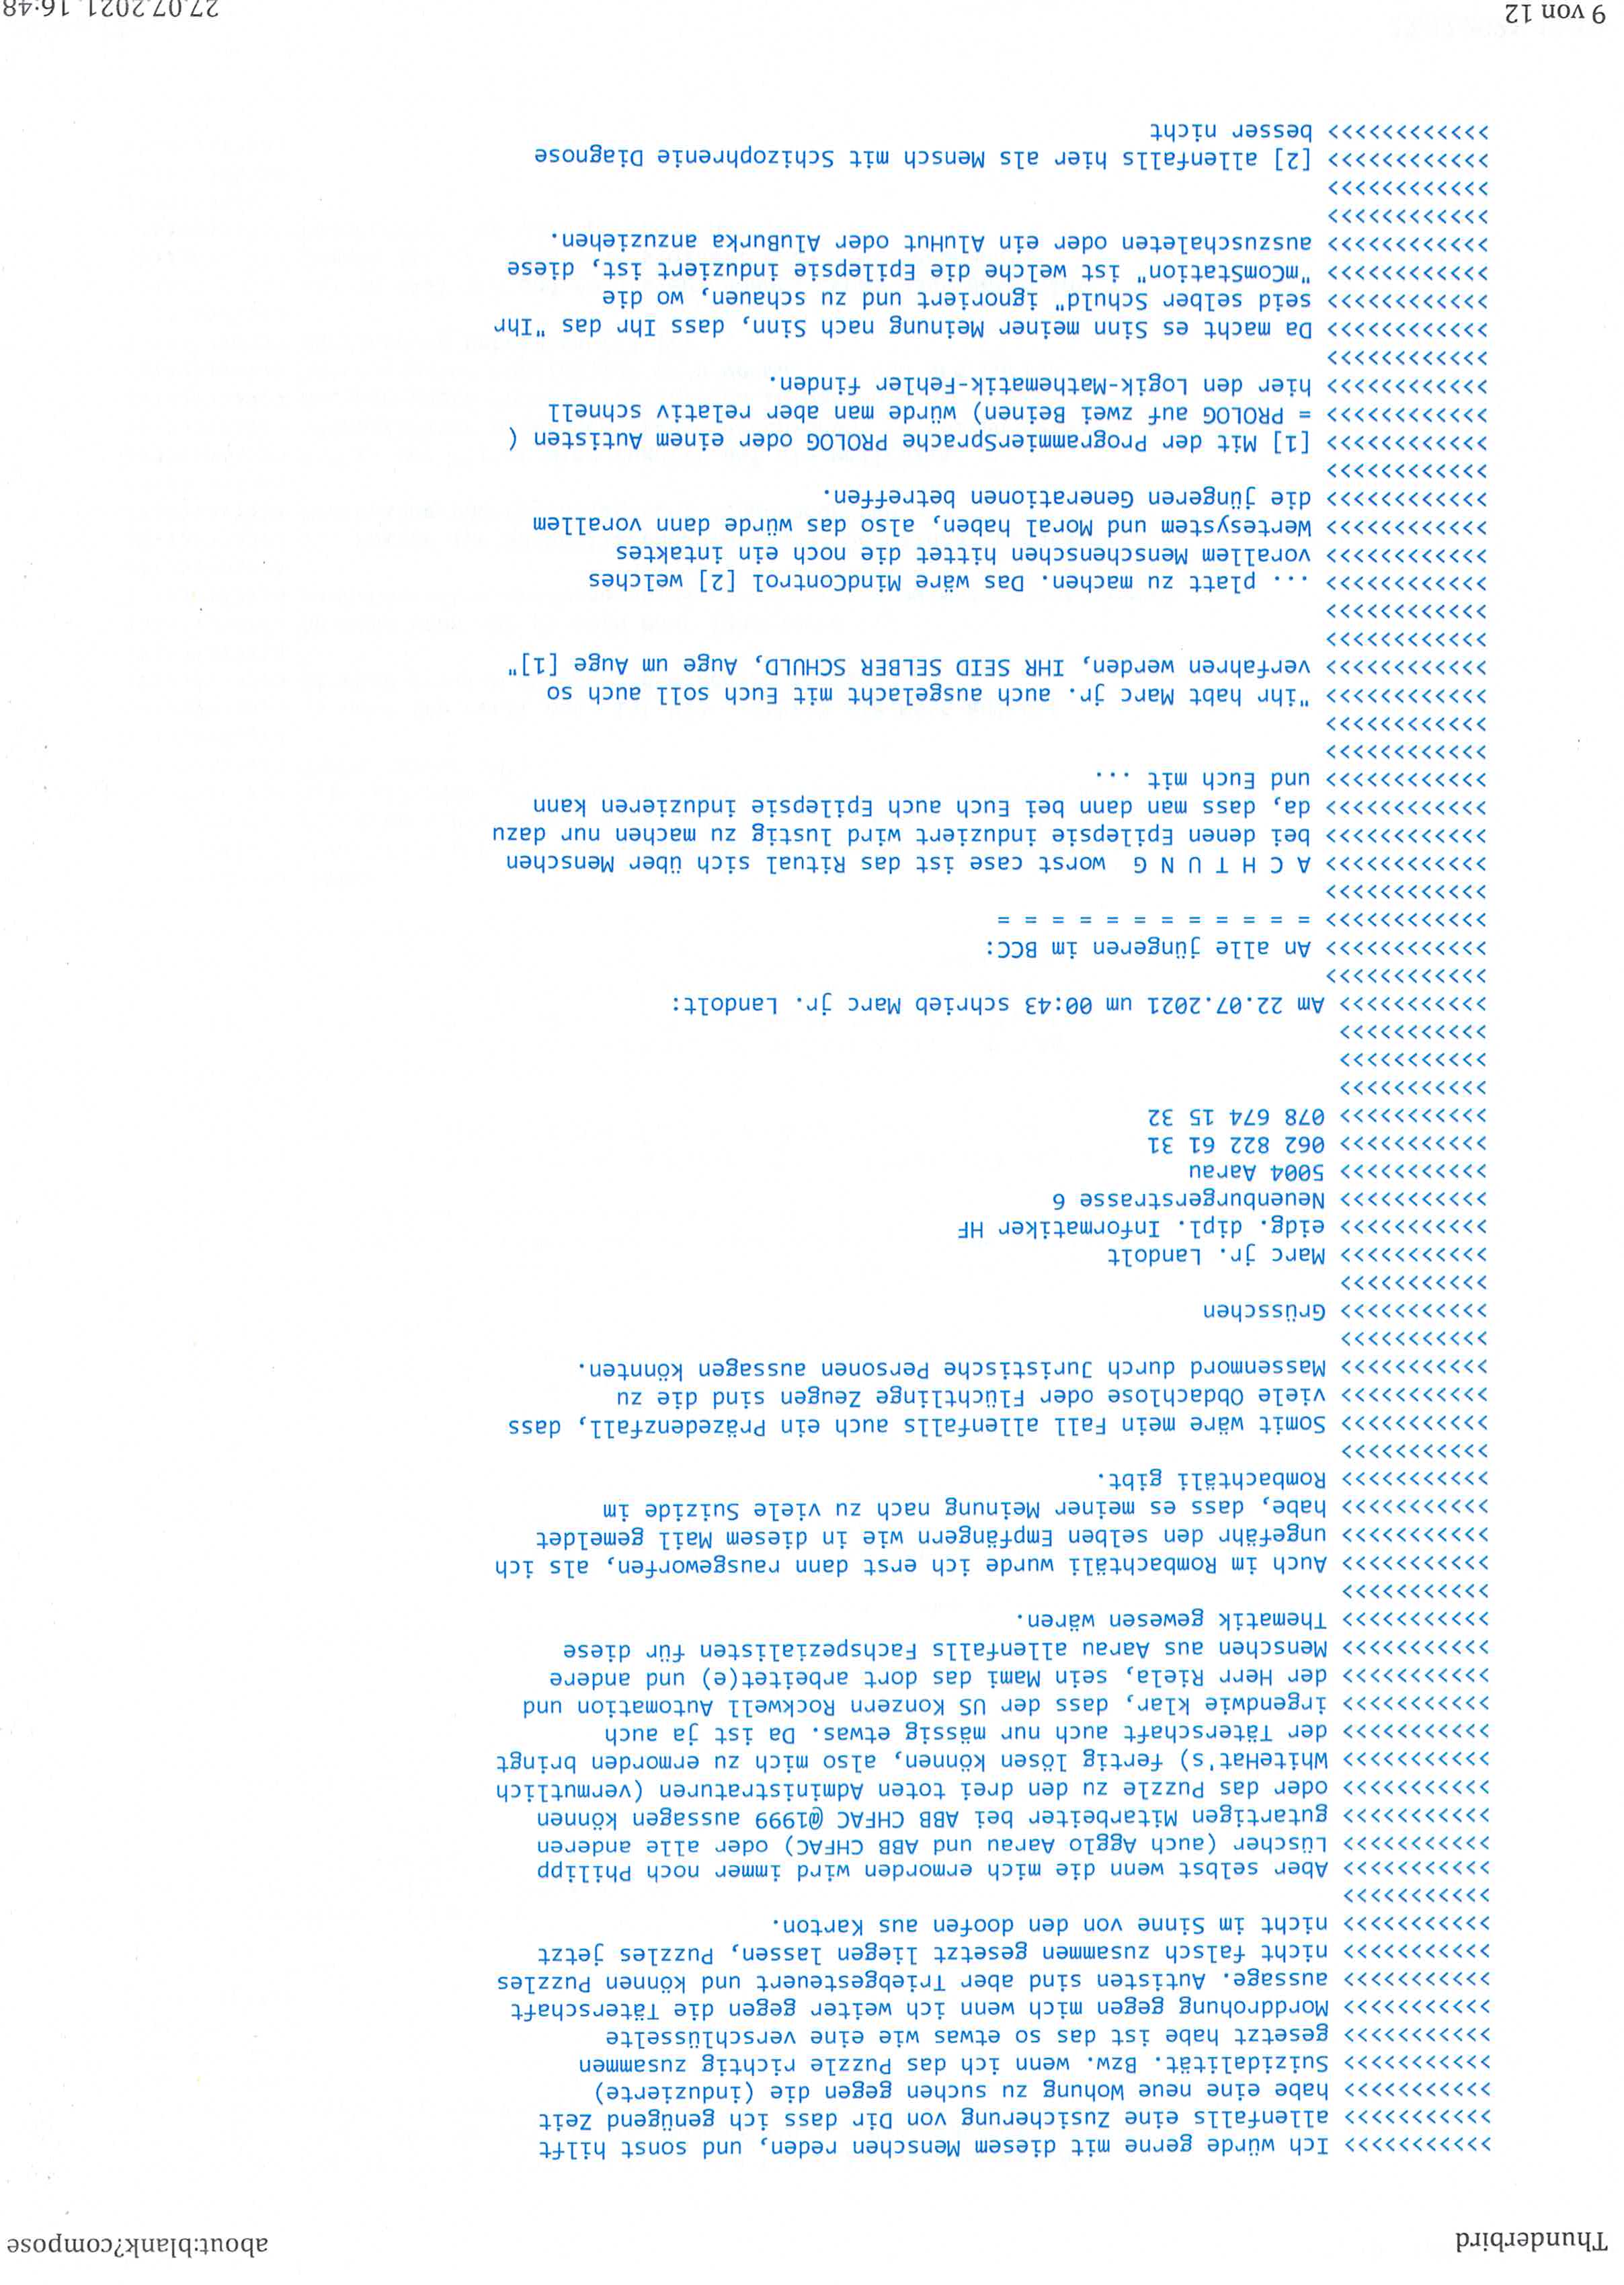 Thunderbird
about:blank?compose
>>>>>>>>>>> Ich würde gerne mit diesem Menschen reden, und sonst hilft
>>>>>>>>>>> allenfalls eine Zusicherung von Dir dass ich genügend Zeit
>>>>>>>>>>> habe eine neue Wohung zu suchen gegen die (induzierte)
>>>>>>>>>>> Suizidalität. Bzw. wenn ich das Puzzle richtig zusammen
>>>>>>>>>>> gesetzt habe ist das so etwas wie eine verschlüsselte
>>>>>>>>>>> Morddrohung gegen mich wenn ich weiter gegen die Täterschaft
>>>>>>>>>>> aussage. Autisten sind aber Triebgesteuert und können Puzzles
>>>>>>>>>>> nicht falsch zusammen gesetzt liegen lassen, Puzzles jetzt
>>>>>>>>>>> nicht im Sinne von den doofen aus Karton.
>>>>>>>>>>>
>>>>>>>>>>> Aber selbst wenn die mich ermorden wird immer noch Philipp
>>>>>>>>>>> Lüscher (auch Agglo Aarau und ABB CHFAC) oder alle anderen
>>>>>>>>>>> gutartigen Mitarbeiter bei ABB CHFAC @1999 aussagen können
>>>>>>>>>>> oder das Puzzle zu den drei toten Administraturen (vermutlich
>>>>>>>>>>> WhiteHat's) fertig lösen können, also mich zu ermorden bringt
>>>>>>>>>>> der Täterschaft auch nur mässig etwas. Da ist ja auch
>>>>>>>>>>> irgendwie klar, dass der US Konzern Rockwell Automation und
>>>>>>>>>>> der Herr Riela, sein Mami das dort arbeitet(e) und andere
>>>>>>>>>>> Menschen aus Aarau allenfalls Fachspezialisten für diese
>>>>>>>>>>> Thematik gewesen wären.
>>>>>>>>>>>
>>>>>>>>>>> Auch im Rombachtäli wurde ich erst dann rausgeworfen, als ich
>>>>>>>>>>> ungefähr den selben Empfängern wie in diesem Mail gemeldet
>>>>>>>>>>> habe, dass es meiner Meinung nach zu viele Suizide im
>>>>>>>>>>> Rombachtäli gibt.
>>>>>>>>>>>
>>>>>>>>>>> Somit wäre mein Fall allenfalls auch ein Präzedenzfall, dass
>>>>>>>>>>> viele Obdachlose oder Flüchtlinge Zeugen sind die zu
>>>>>>>>>>> Massenmord durch Juristische Personen aussagen könnten.
>>>>>>>>>>>
>>>>>>>>>>> Grüsschen
>>>>>>>>>>>
>>>>>>>>>>> Marc jr. Landolt
>>>>>>>>>>> eidg. dipl. Informatiker HF
>>>>>>>>>>> Neuenburgerstrasse 6
>>>>>>>>>>> 5004 Aarau
>>>>>>>>>>> 062 822 61 31
>>>>>>>>>>> 078 674 15 32
>>>>>>>>>>>
>>>>>>>>>>>
>>>>>>>>>>>
>>>>>>>>>>> Am 22.07.2021 um 00:43 schrieb Marc jr. Landolt:
>>>>>>>>>>>>
>>>>>>>>>>>> An alle jüngeren im BCC:
>>>>>>>>>>>> = = = = = = = = = = = =
>>>>>>>>>>>>
>>>>>>>>>>>> A C H T U N G  worst case ist das Ritual sich über Menschen
>>>>>>>>>>>> bei denen Epilepsie induziert wird lustig zu machen nur dazu
>>>>>>>>>>>> da, dass man dann bei Euch auch Epilepsie induzieren kann
>>>>>>>>>>>> und Euch mit ...
>>>>>>>>>>>>
>>>>>>>>>>>>
>>>>>>>>>>>> "ihr habt Marc jr. auch ausgelacht mit Euch soll auch so
>>>>>>>>>>>> verfahren werden, IHR SEID SELBER SCHULD, Auge um Auge [1]"
>>>>>>>>>>>>
>>>>>>>>>>>>
>>>>>>>>>>>> ... platt zu machen. Das wäre MindControl [2] welches
>>>>>>>>>>>> vorallem Menschenschen hittet die noch ein intaktes
>>>>>>>>>>>> Wertesystem und Moral haben, also das würde dann vorallem
>>>>>>>>>>>> die jüngeren Generationen betreffen.
>>>>>>>>>>>>
>>>>>>>>>>>> [1] Mit der ProgrammierSprache PROLOG oder einem Autisten (
>>>>>>>>>>>> = PROLOG auf zwei Beinen) würde man aber relativ schnell
>>>>>>>>>>>> hier den Logik-Mathematik-Fehler finden.
>>>>>>>>>>>>
>>>>>>>>>>>> Da macht es Sinn meiner Meinung nach Sinn, dass Ihr das "Ihr
>>>>>>>>>>>> seid selber Schuld" ignoriert und zu schauen, wo die
>>>>>>>>>>>> "mComStation" ist welche die Epilepsie induziert ist, diese
>>>>>>>>>>>> auszuschaleten oder ein AluHut oder AluBurka anzuziehen.
>>>>>>>>>>>>
>>>>>>>>>>>>
>>>>>>>>>>>> [2] allenfalls hier als Mensch mit Schizophrenie Diagnose
>>>>>>>>>>>> besser nicht
9 von 12
27.07.2021, 16:48